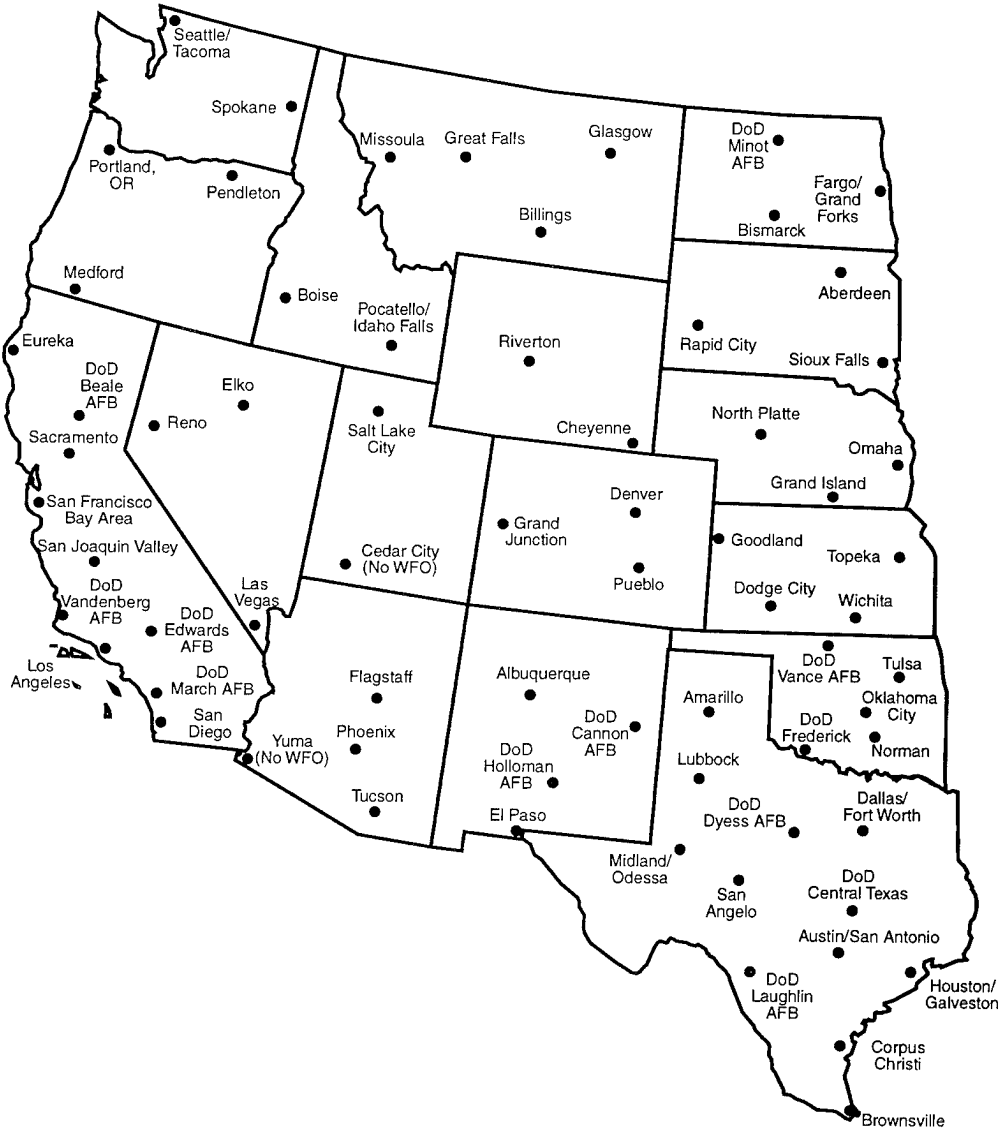 Seattle/
Tacoma
Spokane
Missoula
Great Falls
Glasgow
DoD
Minot
AFB
Portland,
OR
Pendleton
Fargo/
Grand
Forks
Billings
Bismarck
Medford
Boise
Pocatello/
Idaho Falls
Aberdeen
Eureka
Riverton
Rapid City
Sioux Falls
DoD
Beale
AFB
Elko
Reno
Salt Lake
City
Cheyenne
North Platte
Sacramento
Omaha
Grand Island
San Francisco
Bay Area
Denver
Grand
Junction
Goodland
San Joaquin Valley
Cedar City
(No WFO)
Topeka
Pueblo
Dodge City
Wichita
DoD
Vandenberg
AFB
Las
Vegas
DoD
Edwards
AFB
Los
Angeles
DoD
March AFB
Flagstaff
Albuquerque
DoD
Vance AFB
Tulsa
San
Diego
Amarillo
Oklahoma
City
Yuma
(No WFO)
Phoenix
DoD
Cannon
AFB
DoD
Frederick
Norman
DoD
Holloman
AFB
Lubbock
Tucson
El Paso
DoD
Dyess AFB
Dallas/
Fort Worth
Midland/
Odessa
San
Angelo
DoD
Central Texas
Austin/San Antonio
DoD
Laughlin
AFB
Houston/
Galveston
Corpus
Christi
Brownsville